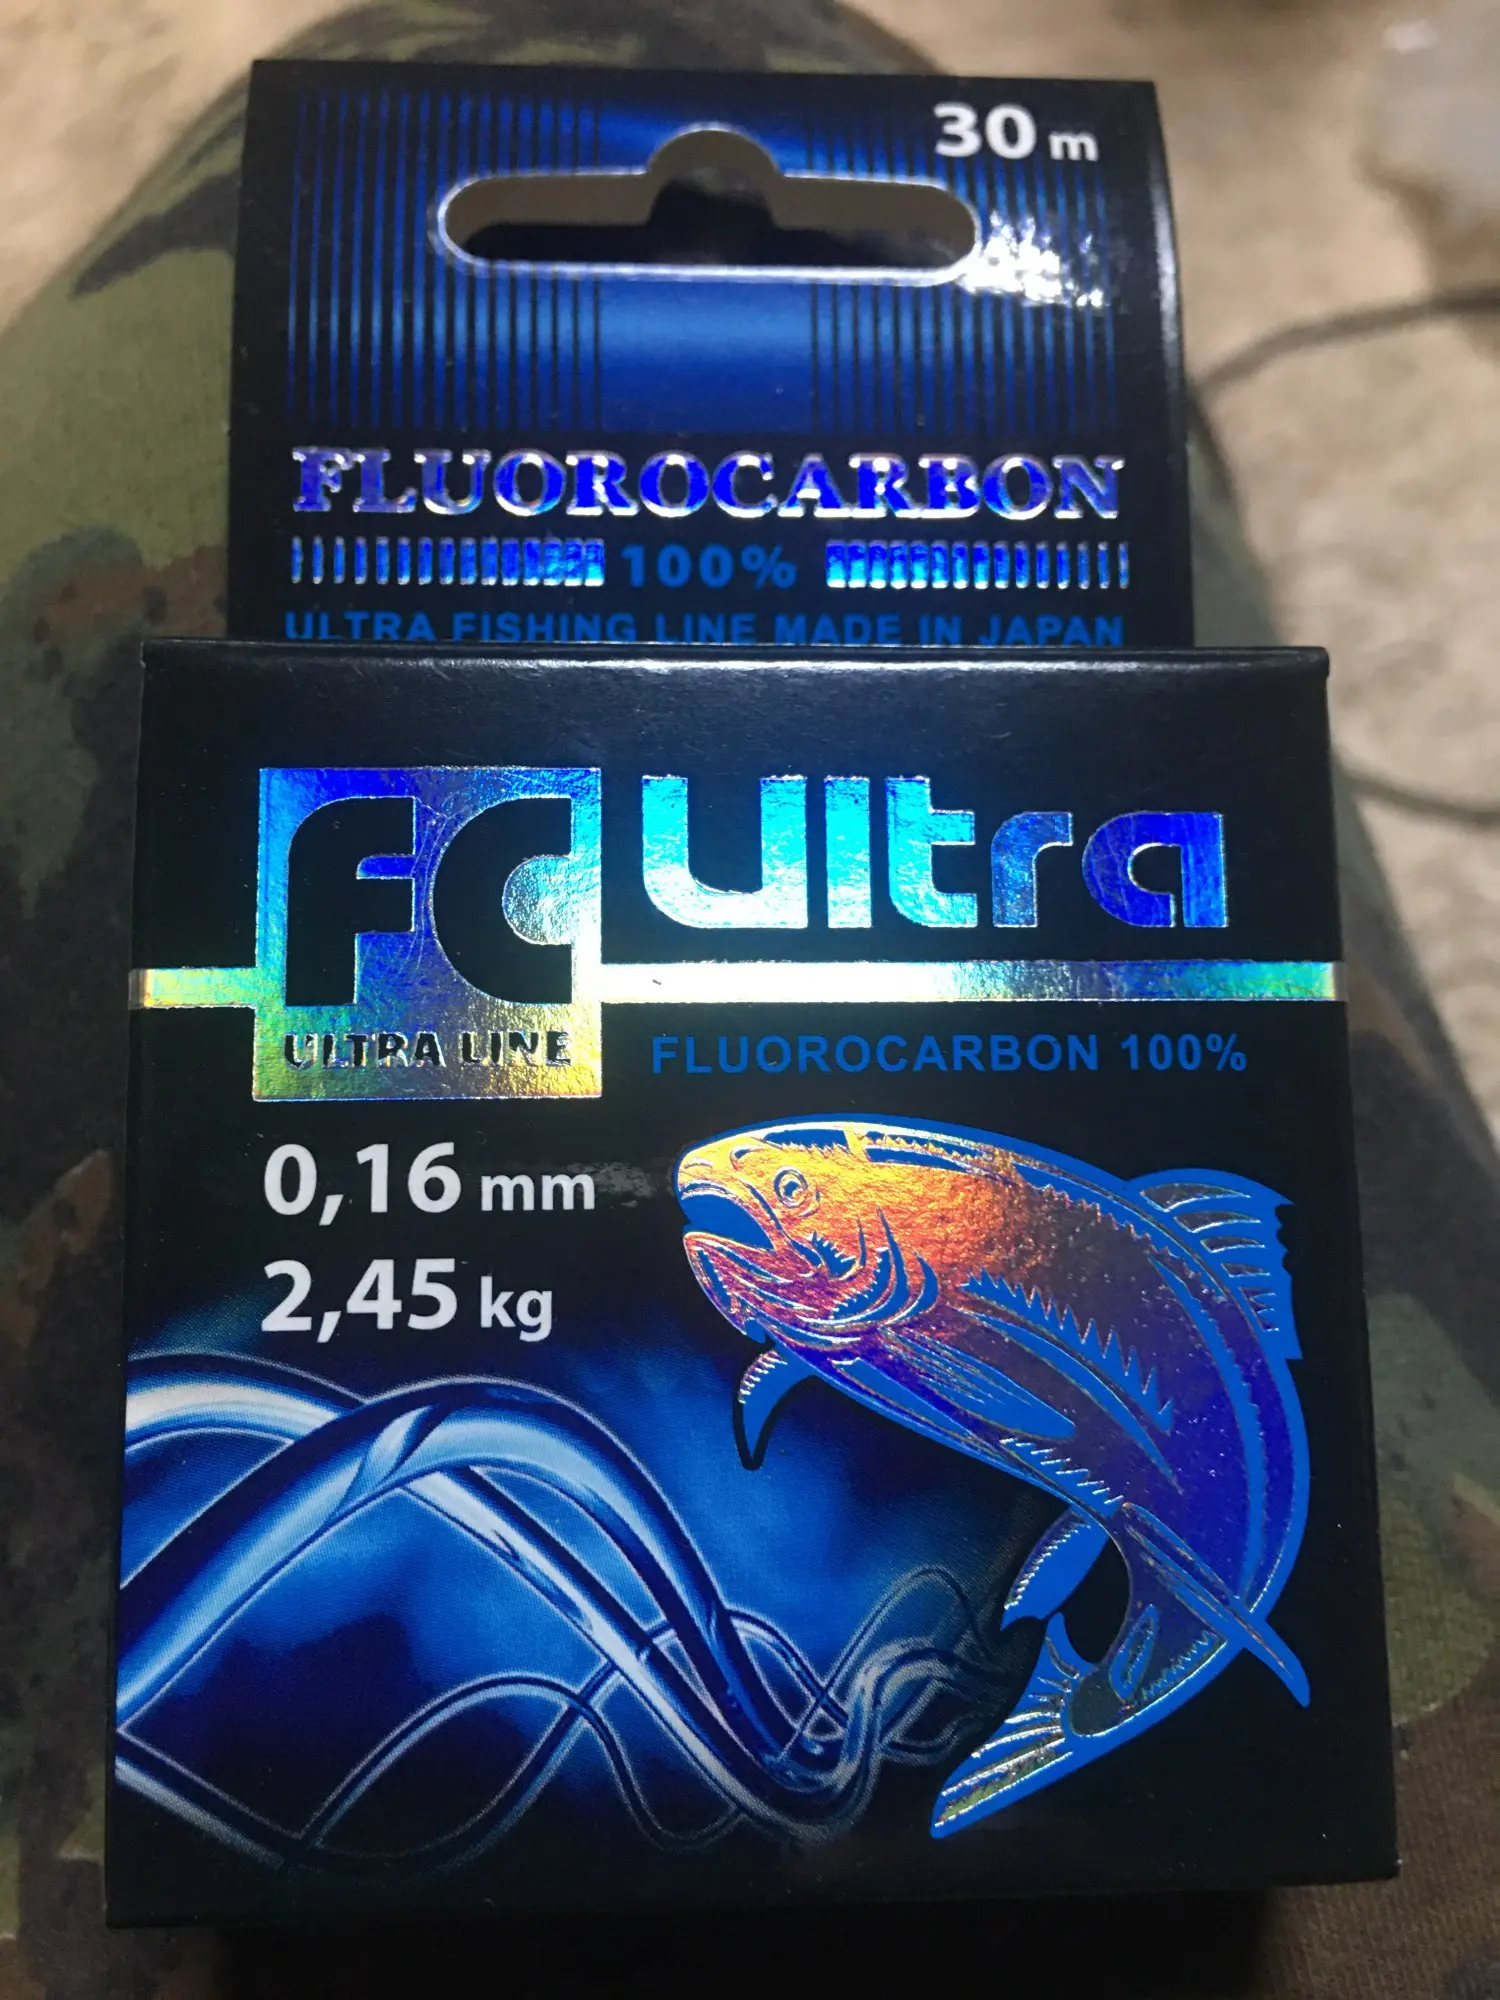 30 m
FLUOROCARBON
100%
ULTRA FISHING LINE MADE IN JAPAN
FC Ultra
ULTRA LINE
FLUOROCARBON 100%
0,16 mm
2,45 kg